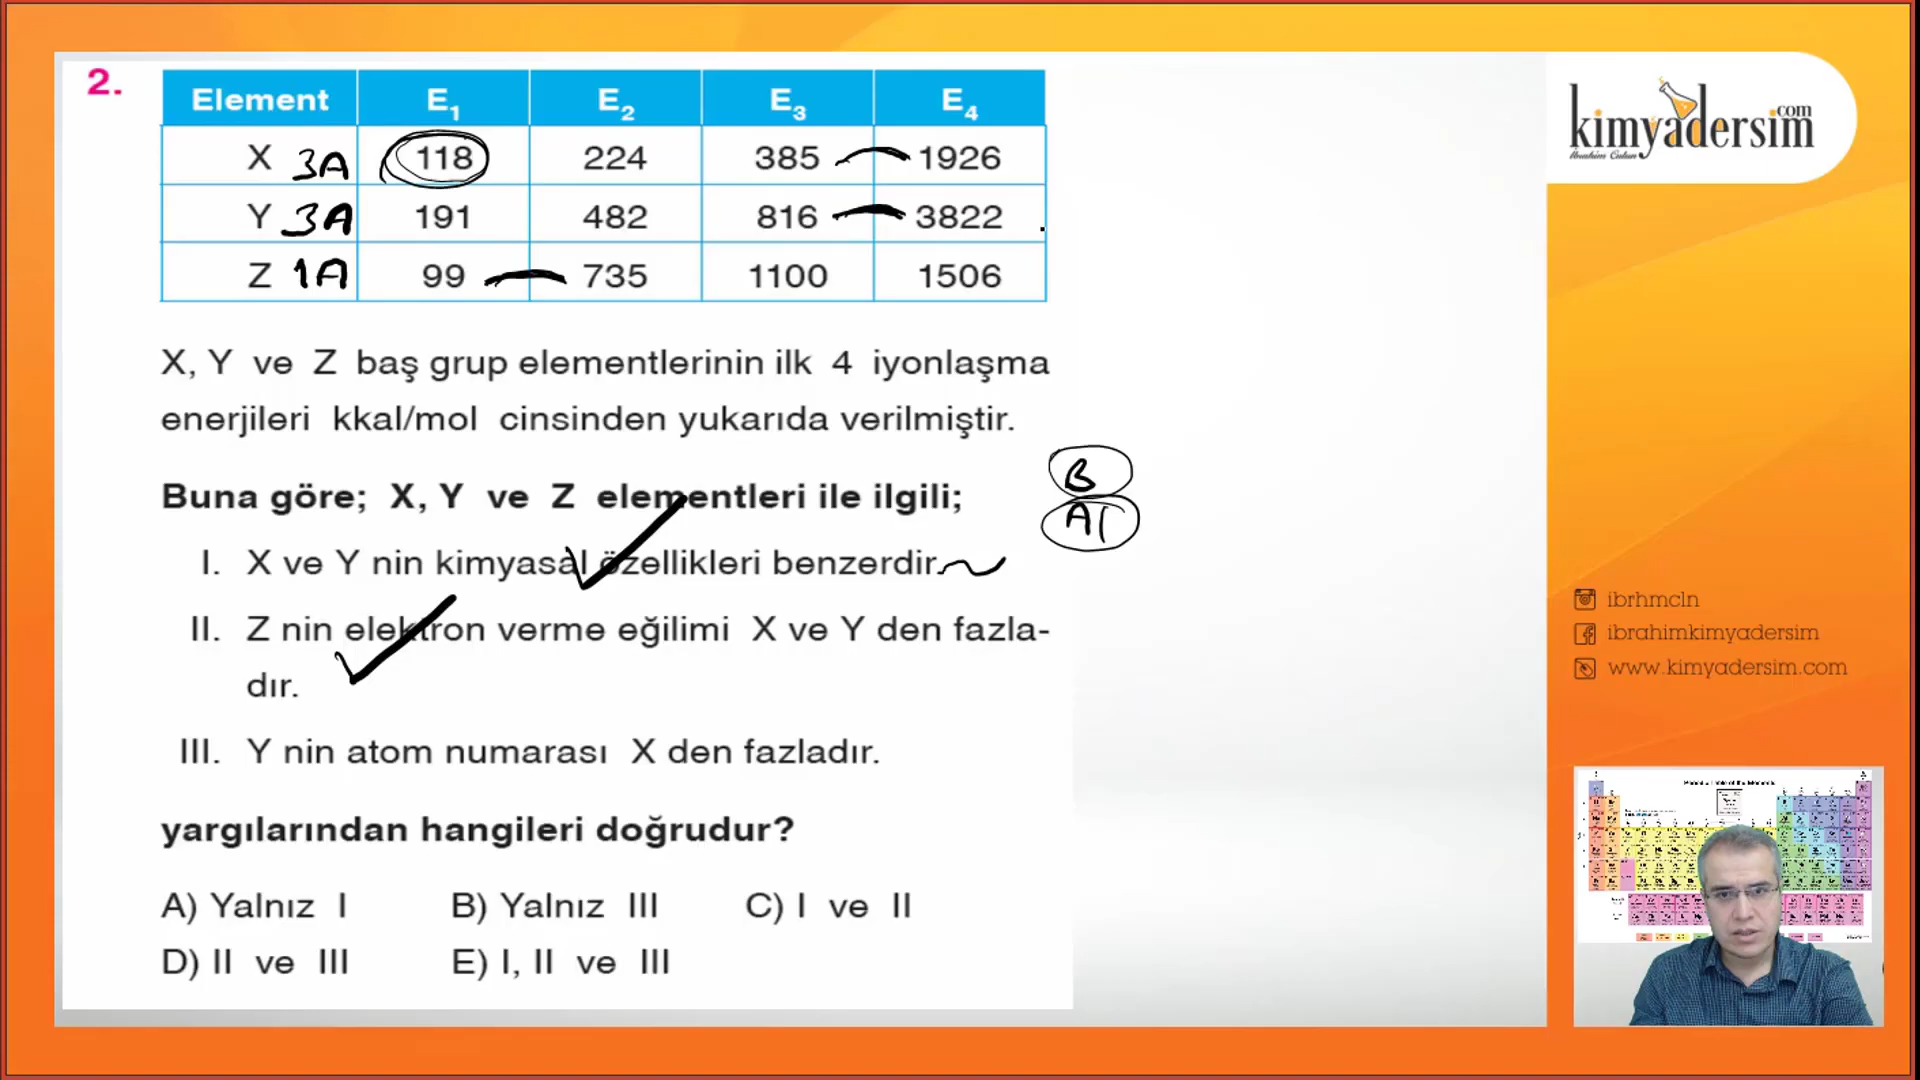 2.
Element E1 E2 E3 E4
X 3A 118 224 385 1926
Y 3A 191 482 816 3822
Z 1A 99 735 1100 1506
X, Y ve Z baş grup elementlerinin ilk 4 iyonlaşma
enerjileri kkal/mol cinsinden yukarıda verilmiştir.
Buna göre; X, Y ve Z elementleri ile ilgili;
B
Al
I. X ve Y nin kimyasal özellikleri benzerdir.
II. Z nin elektron verme eğilimi X ve Y den fazla-
dır.
III. Y nin atom numarası X den fazladır.
yargılarından hangileri doğrudur?
A) Yalnız I B) Yalnız III C) I ve II
D) II ve III E) I, II ve III
kimyadersim.com
İbrahim Culun
ibrhmcln
ibrahimkimyadersim
www.kimyadersim.com